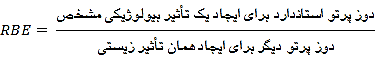 RBE = دوز پرتو استاندارد برای ایجاد یک تأثیر بیولوژیکی مشخص
دوز پرتو دیگر برای ایجاد همان تأثیر زیستی